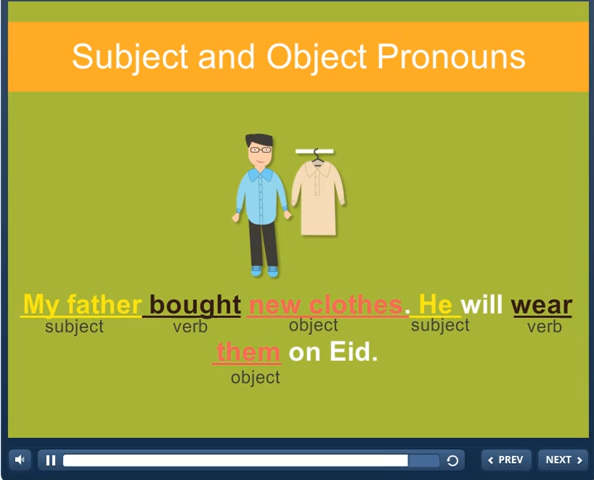 Subject and Object Pronouns
My father bought new clothes. He will wear
subject verb object subject verb
them on Eid.
object
PREV NEXT